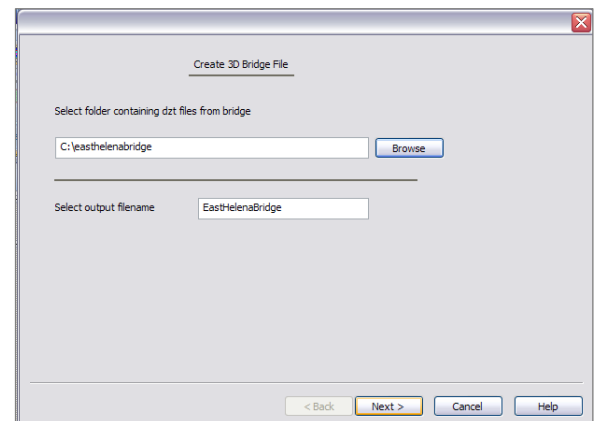 Create 3D Bridge File
Select folder containing dzt files from bridge
C:\easthelenabridge
Browse
Select output filename
EastHelenaBridge
< Back
Next >
Cancel
Help